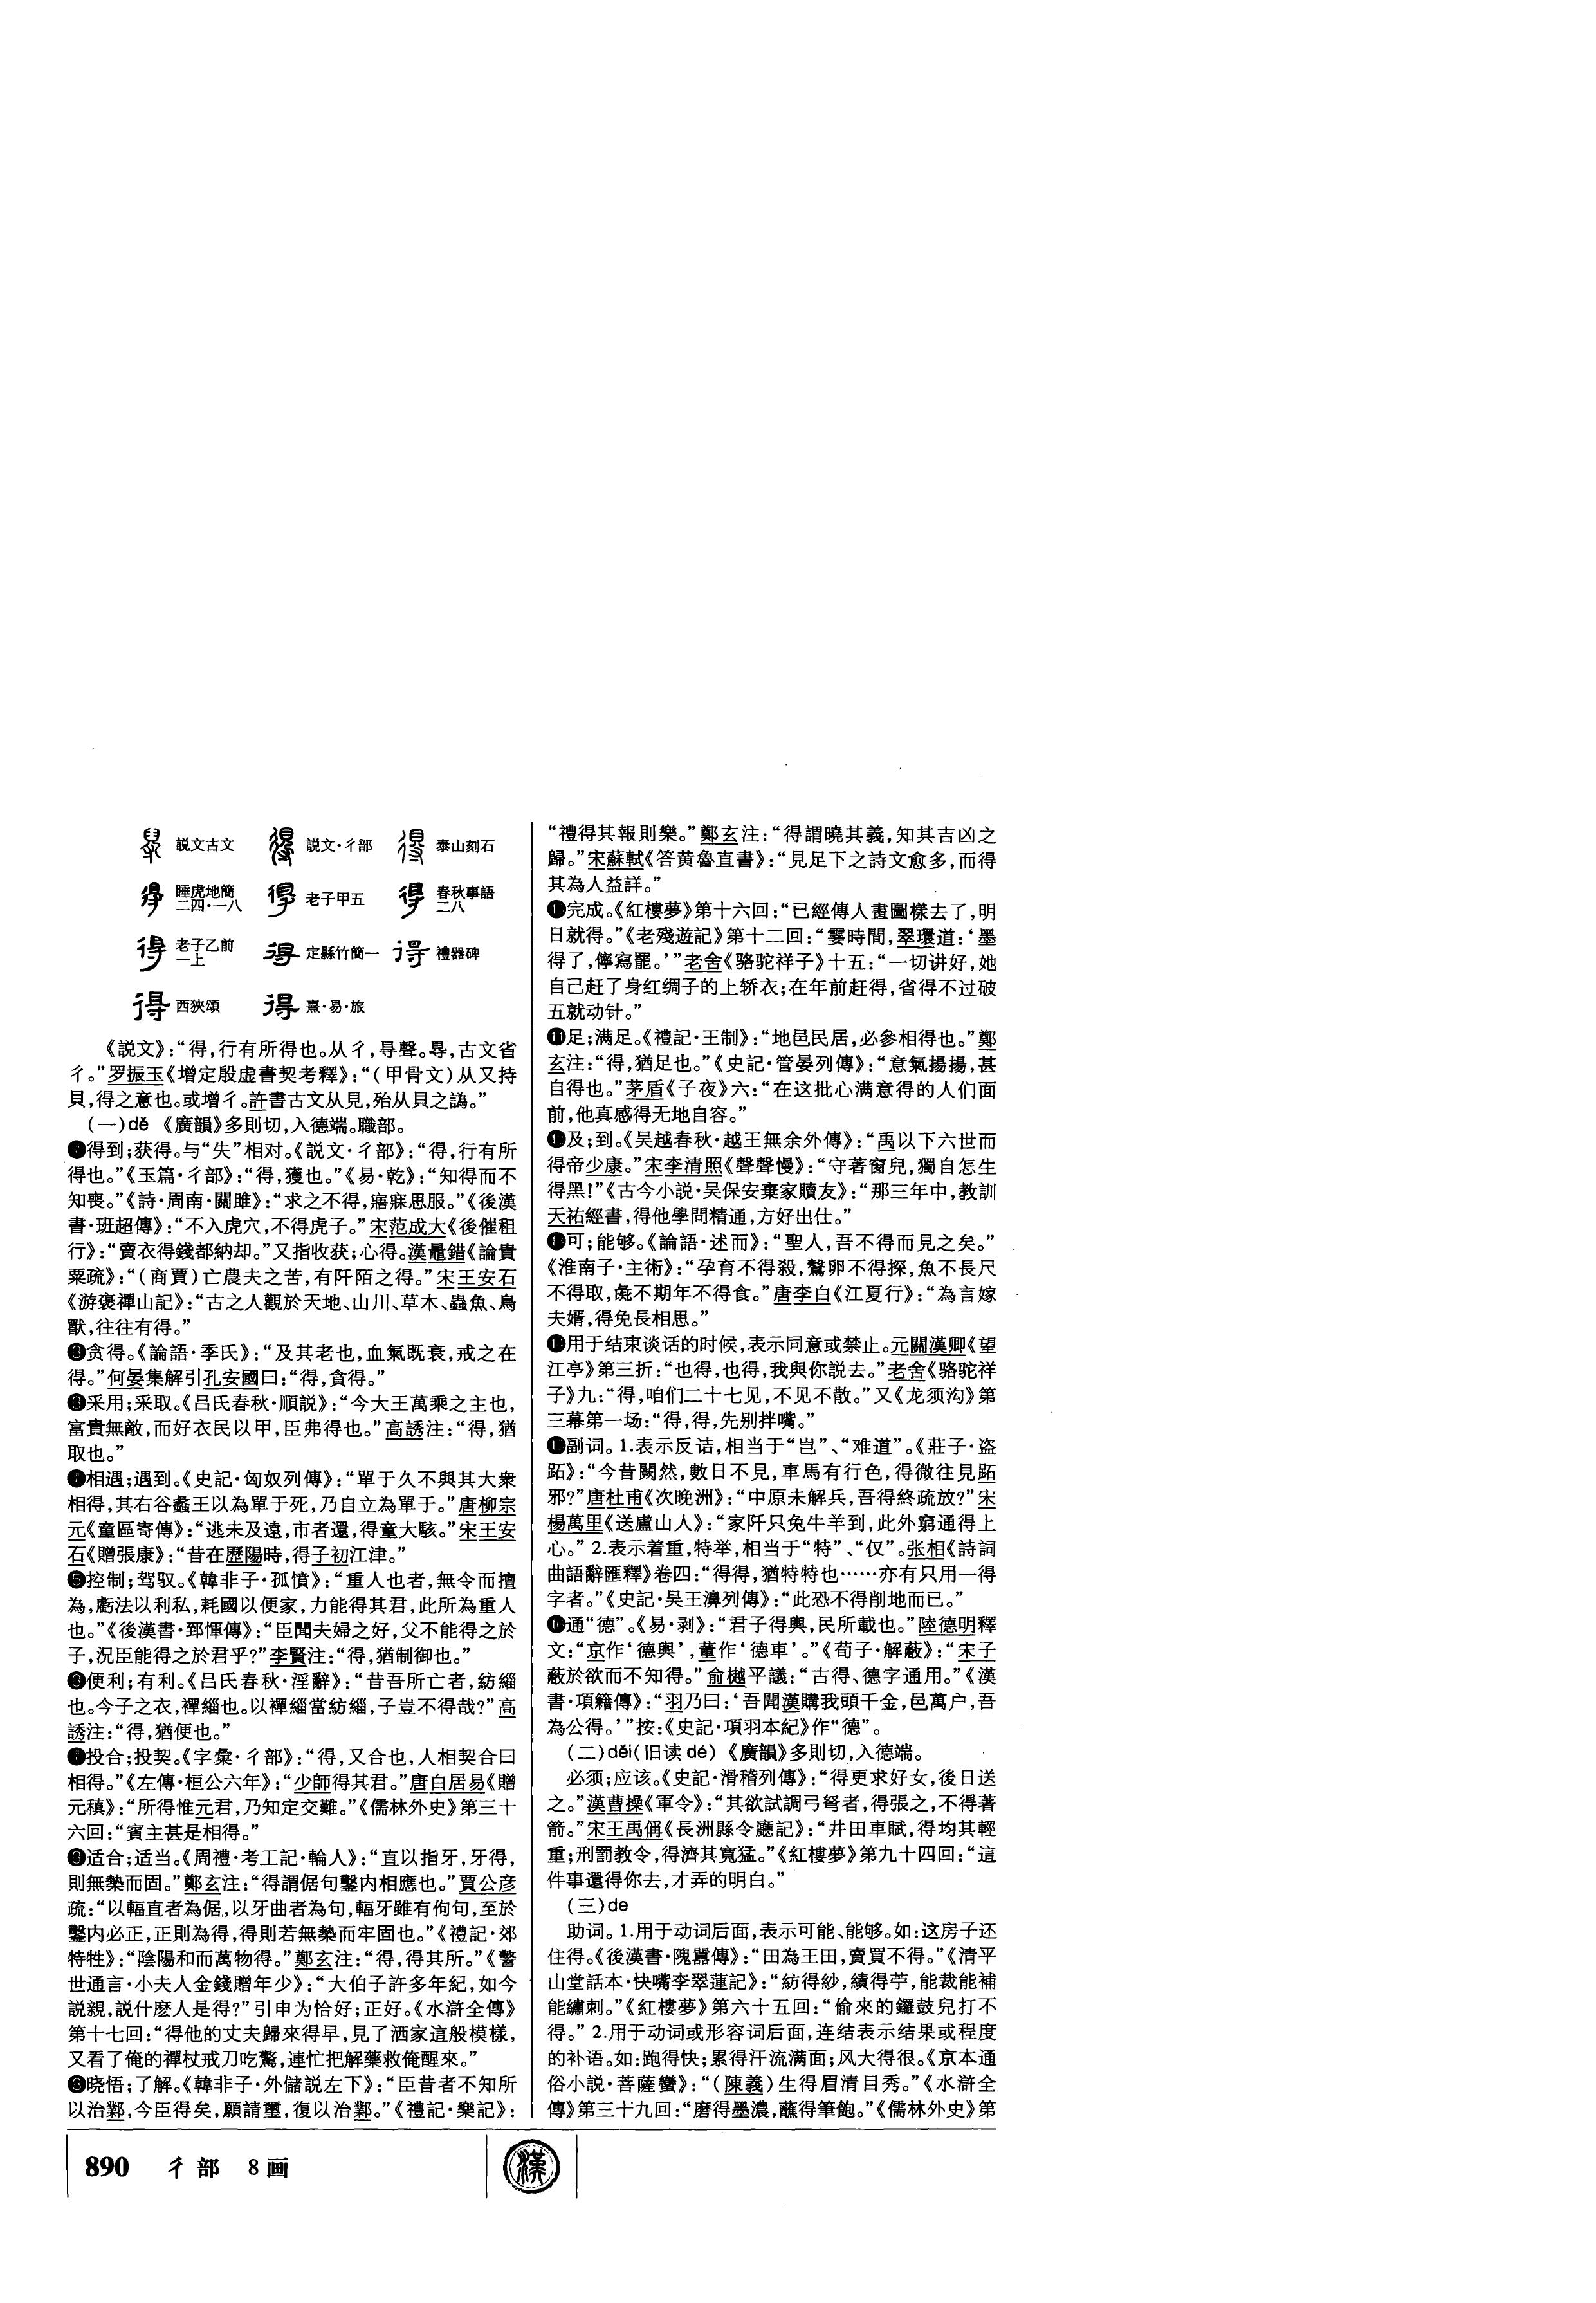 説文古文　説文·彳部　泰山刻石
睡虎地簡二四·一八　老子甲五　春秋事語二八
老子乙前一上　定縣竹簡一　禮器碑
西狹頌　熹·易·旅
《説文》：“得，行有所得也。从彳，䙷聲。㝵，古文省
彳。”罗振玉《增定殷虚書契考釋》：“（甲骨文）从又持
貝，得之意也。或增彳。許書古文从見，殆从貝之譌。”
（一）dé 《廣韻》多則切，入德端。職部。
得到；获得。与“失”相对。《説文·彳部》：“得，行有所
得也。”《玉篇·彳部》：“得，獲也。”《易·乾》：“知得而不
知喪。”《詩·周南·關雎》：“求之不得，寤寐思服。”《後漢
書·班超傳》：“不入虎穴，不得虎子。”宋范成大《後催租
行》：“賣衣得錢都納却。”又指收获；心得。漢鼂錯《論貴
粟疏》：“（商賈）亡農夫之苦，有阡陌之得。”宋王安石
《游褒禪山記》：“古之人觀於天地、山川、草木、蟲魚、鳥
獸，往往有得。”
❸贪得。《論語·季氏》：“及其老也，血氣既衰，戒之在
得。”何晏集解引孔安國曰：“得，貪得。”
❸采用；采取。《吕氏春秋·順説》：“今大王萬乘之主也，
富貴無敵，而好衣民以甲，臣弗得也。”高誘注：“得，猶
取也。”
相遇；遇到。《史記·匈奴列傳》：“單于久不與其大衆
相得，其右谷蠡王以為單于死，乃自立為單于。”唐柳宗
元《童區寄傳》：“逃未及遠，市者還，得童大駭。”宋王安
石《贈張康》：“昔在歷陽時，得子初江津。”
❺控制；驾驭。《韓非子·孤憤》：“重人也者，無令而擅
為，虧法以利私，耗國以便家，力能得其君，此所為重人
也。”《後漢書·郅惲傳》：“臣聞夫婦之好，父不能得之於
子，況臣能得之於君乎？”李賢注：“得，猶制御也。”
❸便利；有利。《吕氏春秋·淫辭》：“昔吾所亡者，紡緇
也。今子之衣，襌緇也。以襌緇當紡緇，子豈不得哉？”高
誘注：“得，猶便也。”
❼投合；投契。《字彙·彳部》：“得，又合也，人相契合曰
相得。”《左傳·桓公六年》：“少師得其君。”唐白居易《贈
元稹》：“所得惟元君，乃知定交難。”《儒林外史》第三十
六回：“賓主甚是相得。”
❸适合；适当。《周禮·考工記·輪人》：“直以指牙，牙得，
則無槷而固。”鄭玄注：“得謂倨句鑿内相應也。”賈公彦
疏：“以輻直者為倨，以牙曲者為句，輻牙雖有佝句，至於
鑿内必正，正則為得，得則若無槷而牢固也。”《禮記·郊
特牲》：“陰陽和而萬物得。”鄭玄注：“得，得其所。”《警
世通言·小夫人金錢贈年少》：“大伯子許多年紀，如今
説親，説什麽人是得？”引申为恰好；正好。《水滸全傳》
第十七回：“得他的丈夫歸來得早，見了洒家這般模樣，
又看了俺的禪杖戒刀吃驚，連忙把解藥救俺醒來。”
❸晓悟；了解。《韓非子·外儲説左下》：“臣昔者不知所
以治鄴，今臣得矣，願請璽，復以治鄴。”《禮記·樂記》：
“禮得其報則樂。”鄭玄注：“得謂曉其義，知其吉凶之
歸。”宋蘇軾《答黄魯直書》：“見足下之詩文愈多，而得
其為人益詳。”
完成。《紅樓夢》第十六回：“已經傳人畫圖樣去了，明
日就得。”《老殘遊記》第十二回：“霎時間，翠環道：‘墨
得了，儜寫罷。’”老舍《骆驼祥子》十五：“一切讲好，她
自己赶了身红绸子的上轿衣；在年前赶得，省得不过破
五就动针。”
⓫足；满足。《禮記·王制》：“地邑民居，必參相得也。”鄭
玄注：“得，猶足也。”《史記·管晏列傳》：“意氣揚揚，甚
自得也。”茅盾《子夜》六：“在这批心满意得的人们面
前，他真感得无地自容。”
及；到。《吴越春秋·越王無余外傳》：“禹以下六世而
得帝少康。”宋李清照《聲聲慢》：“守著窗兒，獨自怎生
得黑！”《古今小説·吴保安棄家贖友》：“那三年中，教訓
天祐經書，得他學問精通，方好出仕。”
可；能够。《論語·述而》：“聖人，吾不得而見之矣。”
《淮南子·主術》：“孕育不得殺，鷇卵不得探，魚不長尺
不得取，彘不期年不得食。”唐李白《江夏行》：“為言嫁
夫婿，得免長相思。”
用于结束谈话的时候，表示同意或禁止。元關漢卿《望
江亭》第三折：“也得，也得，我與你説去。”老舍《骆驼祥
子》九：“得，咱们二十七见，不见不散。”又《龙须沟》第
三幕第一场：“得，得，先别拌嘴。”
副词。1.表示反诘，相当于“岂”、“难道”。《莊子·盗
跖》：“今昔闕然，數日不見，車馬有行色，得微往見跖
邪？”唐杜甫《次晚洲》：“中原未解兵，吾得終疏放？”宋
楊萬里《送盧山人》：“家阡只兔牛羊到，此外窮通得上
心。” 2.表示着重，特举，相当于“特”、“仅”。张相《詩詞
曲語辭匯釋》卷四：“得得，猶特特也……亦有只用一得
字者。”《史記·吴王濞列傳》：“此恐不得削地而已。”
通“德”。《易·剥》：“君子得輿，民所載也。”陸德明釋
文：“京作‘德輿’，董作‘德車’。”《荀子·解蔽》：“宋子
蔽於欲而不知得。”俞樾平議：“古得、德字通用。”《漢
書·項籍傳》：“羽乃曰：‘吾聞漢購我頭千金，邑萬户，吾
為公得。’”按：《史記·項羽本紀》作“德”。
（二）děi（旧读dé）《廣韻》多則切，入德端。
必须；应该。《史記·滑稽列傳》：“得更求好女，後日送
之。”漢曹操《軍令》：“其欲試調弓弩者，得張之，不得著
箭。”宋王禹偁《長洲縣令廳記》：“井田車賦，得均其輕
重；刑罰教令，得濟其寬猛。”《紅樓夢》第九十四回：“這
件事還得你去，才弄的明白。”
（三）de
助词。1.用于动词后面，表示可能、能够。如：这房子还
住得。《後漢書·隗囂傳》：“田為王田，賣買不得。”《清平
山堂話本·快嘴李翠蓮記》：“紡得紗，績得苧，能裁能補
能繡刺。”《紅樓夢》第六十五回：“偷來的鑼鼓兒打不
得。” 2.用于动词或形容词后面，连结表示结果或程度
的补语。如：跑得快；累得汗流满面；风大得很。《京本通
俗小説·菩薩蠻》：“（陳義）生得眉清目秀。”《水滸全
傳》第三十九回：“磨得墨濃，蘸得筆飽。”《儒林外史》第
890　彳部　8画　漢